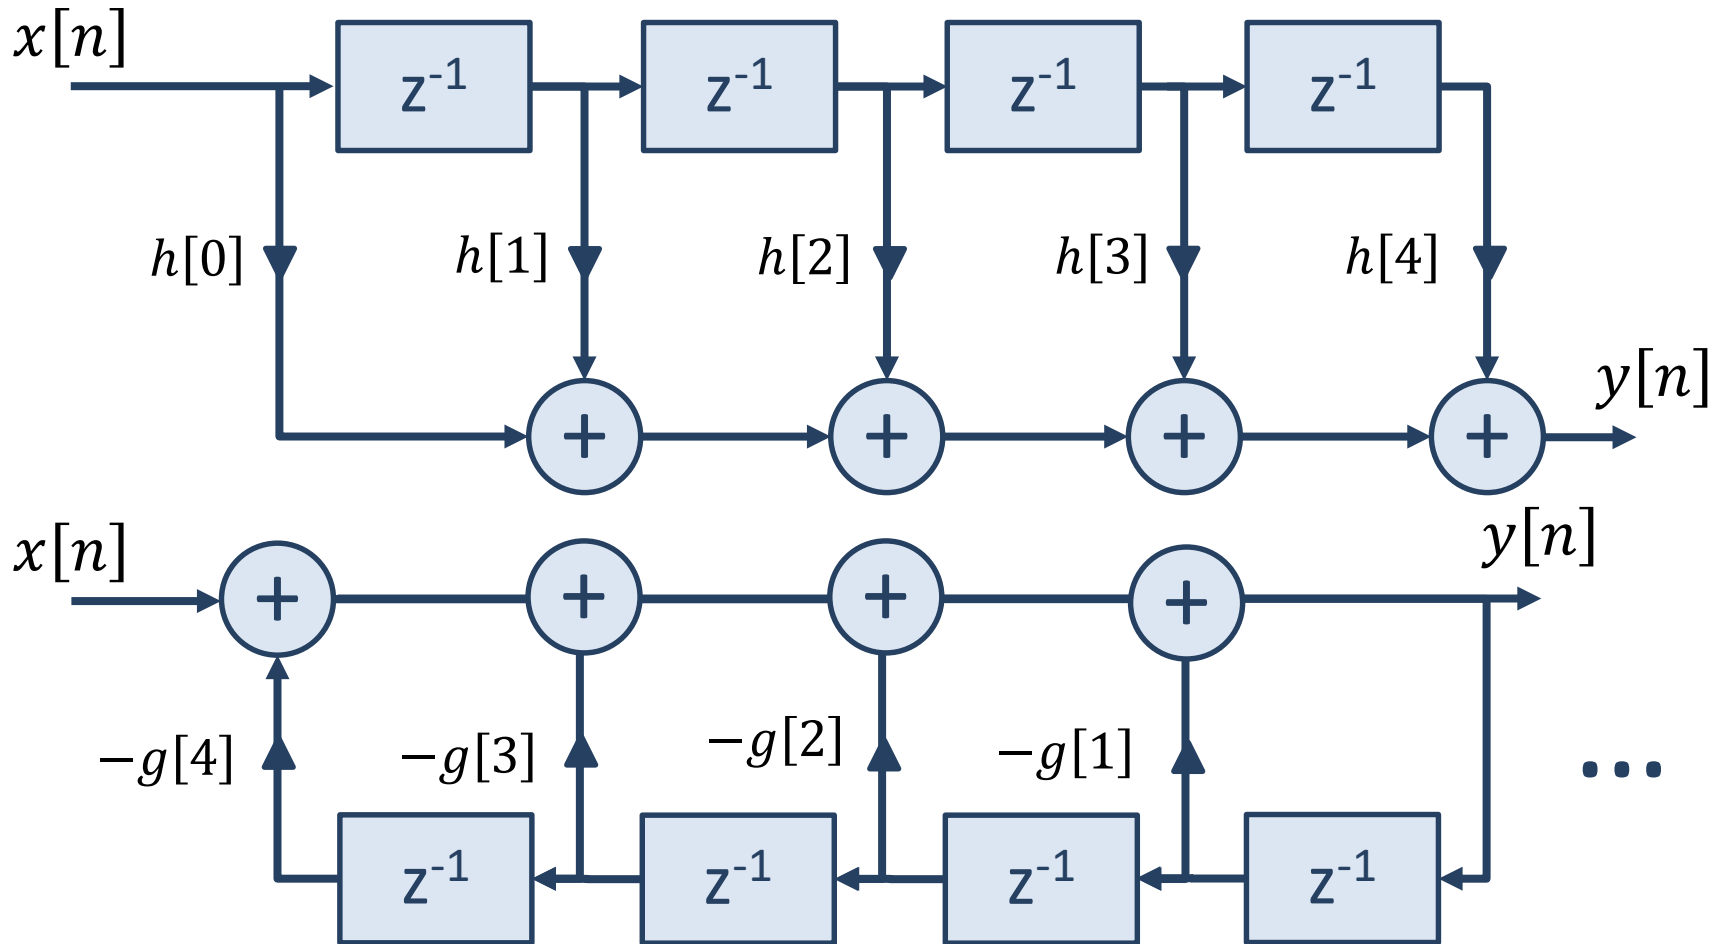 x[n]
z⁻¹ z⁻¹ z⁻¹ z⁻¹
h[0] h[1] h[2] h[3] h[4]
+ + + +
y[n]
x[n]
y[n]
+ + + +
−g[4] −g[3] −g[2] −g[1]
...
z⁻¹ z⁻¹ z⁻¹ z⁻¹